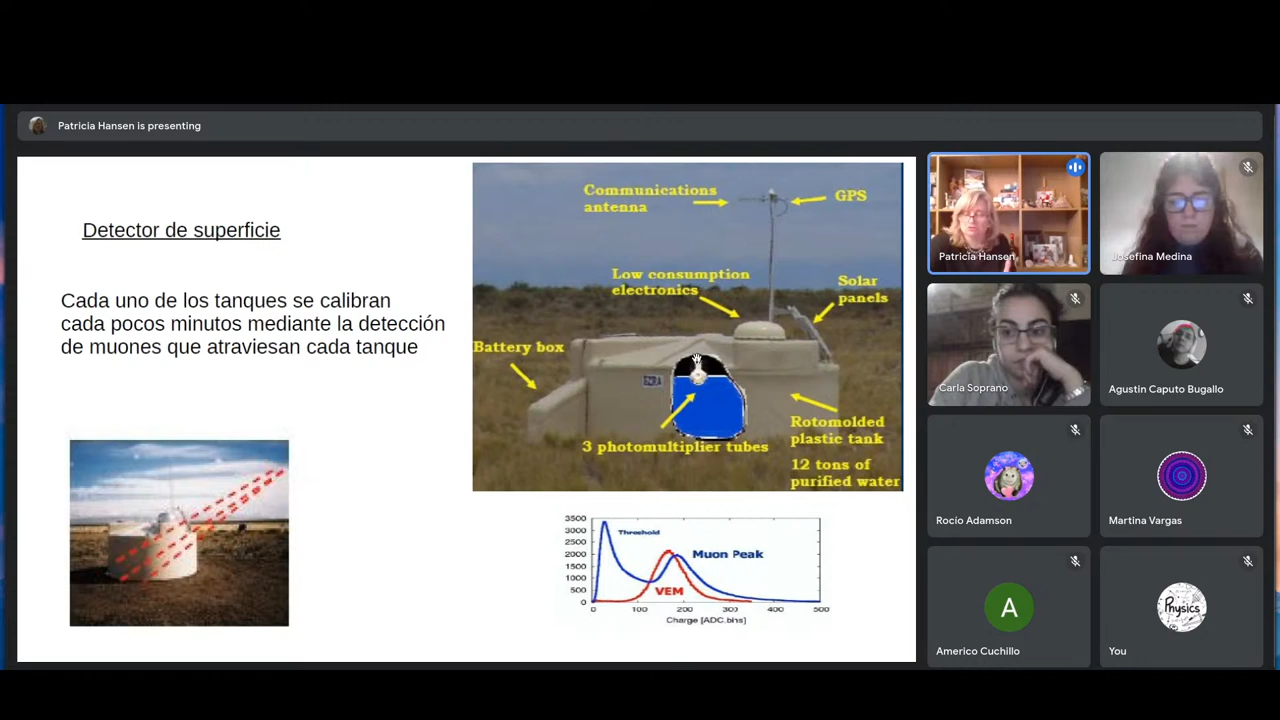 Patricia Hansen is presenting
Detector de superficie
Cada uno de los tanques se calibran
cada pocos minutos mediante la detección
de muones que atraviesan cada tanque
Communications
antenna
GPS
Low consumption
electronics
Solar
panels
Battery box
3 photomultiplier tubes
Rotomolded
plastic tank
12 tons of
purified water
3500
3000
2500
2000
1500
1000
500
0
Threshold
Muon Peak
VEM
0 100 200 300 400 500
Charge [ADC.bins]
Patricia Hansen
Josefina Medina
Carla Soprano
Agustin Caputo Bugallo
Rocío Adamson
Martina Vargas
A
Americo Cuchillo
Physics
You